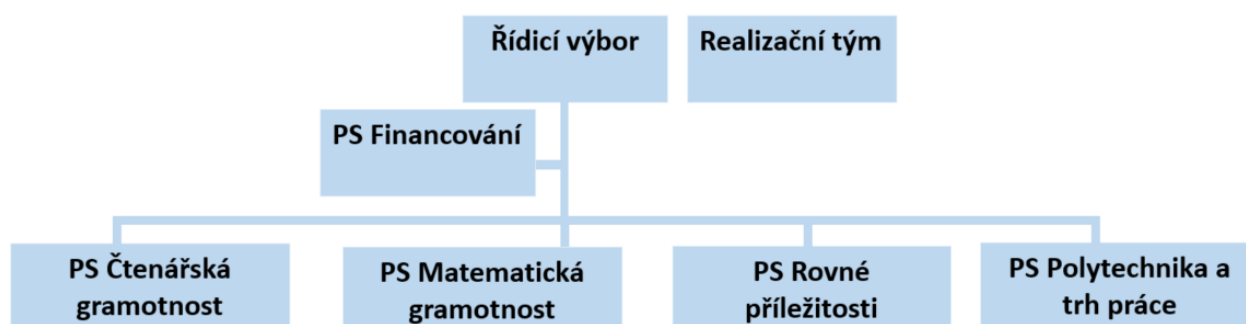 Řídicí výbor
Realizační tým
PS Financování
PS Čtenářská
gramotnost
PS Matematická
gramotnost
PS Rovné
příležitosti
PS Polytechnika a
trh práce